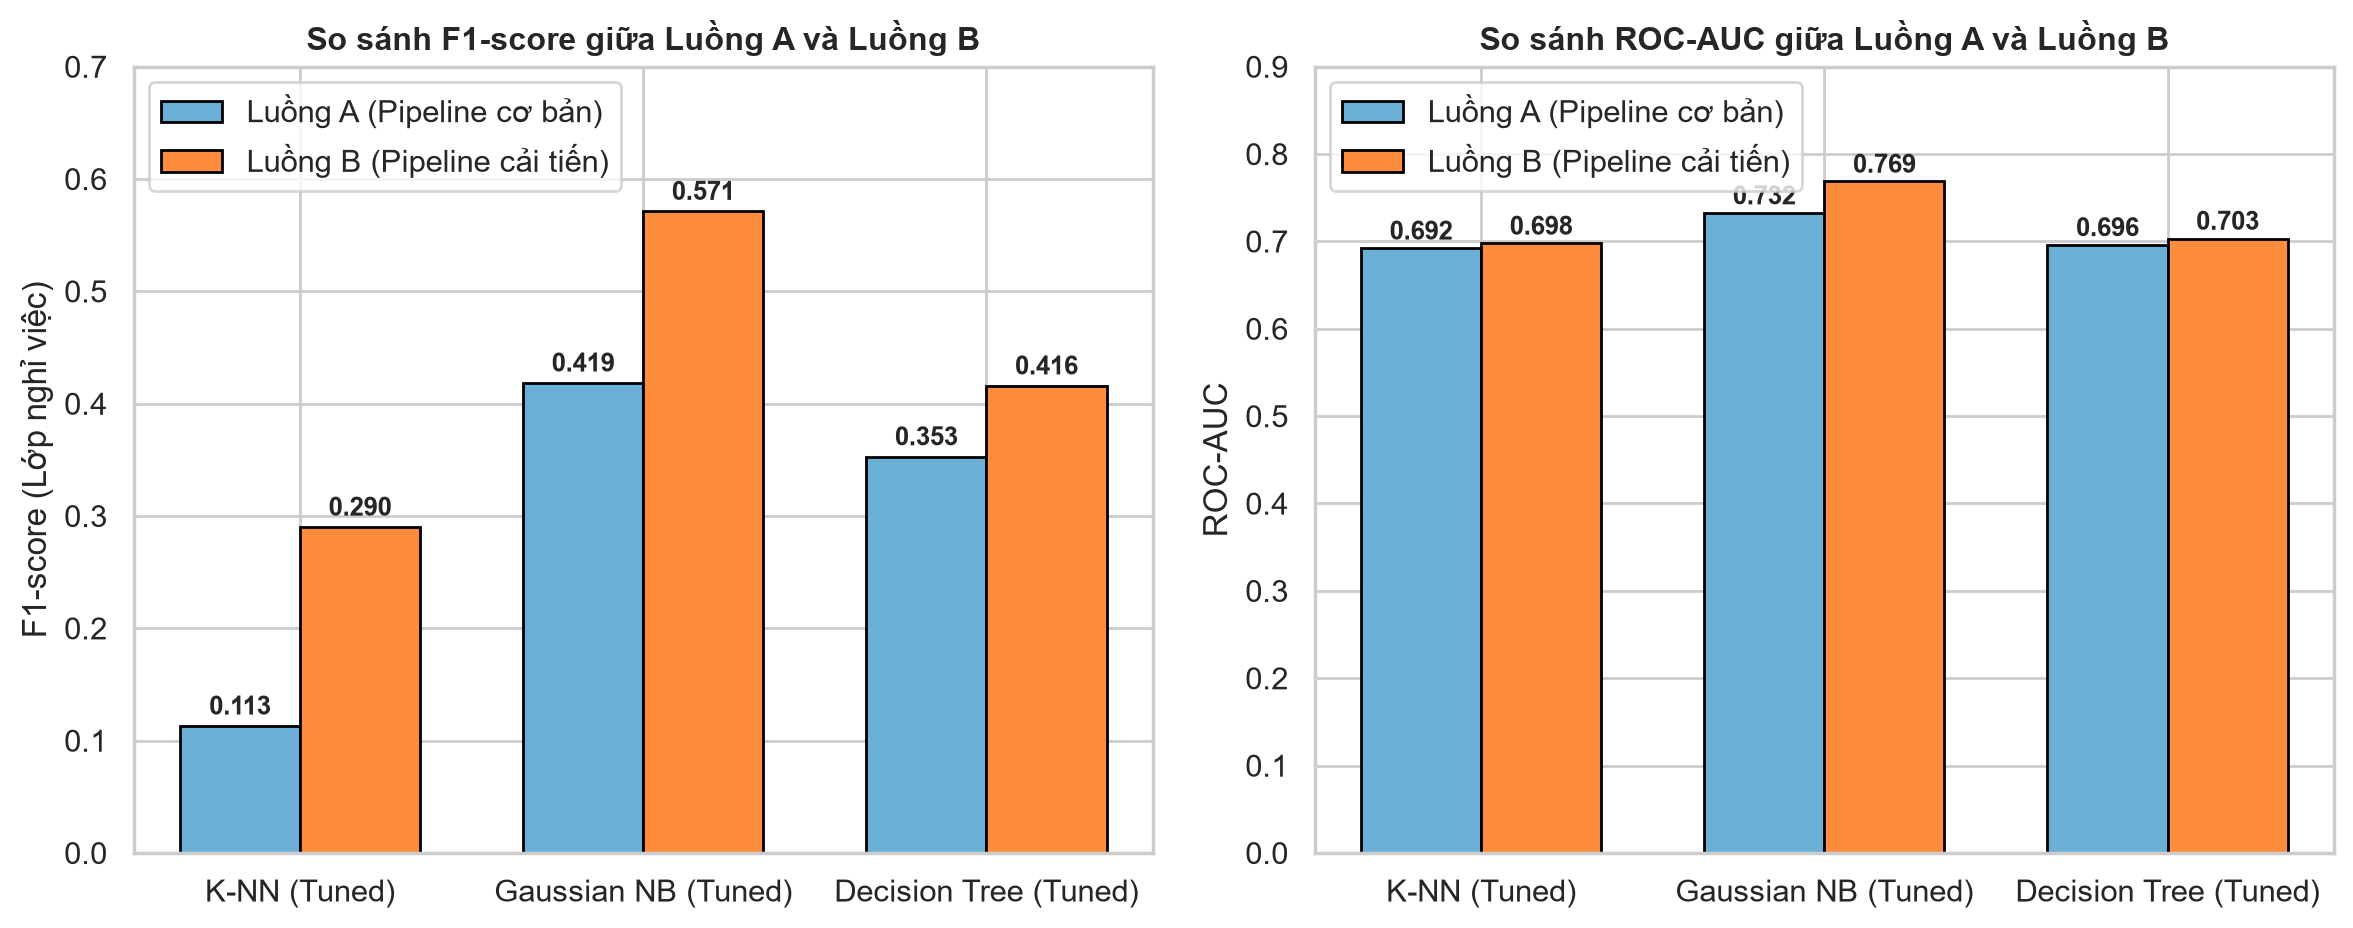 So sánh F1-score giữa Luồng A và Luồng B
F1-score (Lớp nghỉ việc)
0.7
0.6
0.5
0.4
0.3
0.2
0.1
0.0
Luồng A (Pipeline cơ bản)
Luồng B (Pipeline cải tiến)
0.113
0.290
0.419
0.571
0.353
0.416
K-NN (Tuned)
Gaussian NB (Tuned)
Decision Tree (Tuned)
So sánh ROC-AUC giữa Luồng A và Luồng B
ROC-AUC
0.9
0.8
0.7
0.6
0.5
0.4
0.3
0.2
0.1
0.0
Luồng A (Pipeline cơ bản)
Luồng B (Pipeline cải tiến)
0.692
0.698
0.732
0.769
0.696
0.703
K-NN (Tuned)
Gaussian NB (Tuned)
Decision Tree (Tuned)